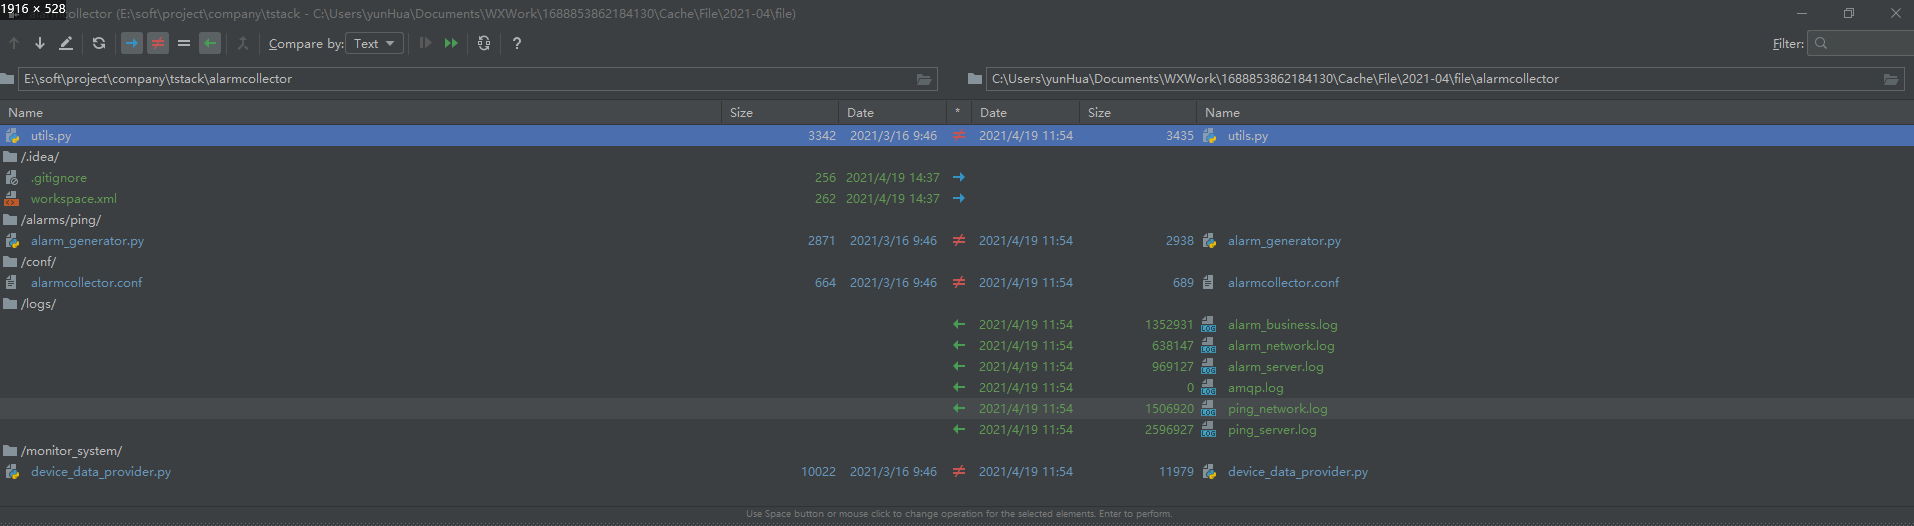 1916 × 528
collector (E:\soft\project\company\tstack - C:\Users\yunHua\Documents\WXWork\1688853862184130\Cache\File\2021-04\file)
Compare by: Text
? Filter:
E:\soft\project\company\tstack\alarmcollector C:\Users\yunHua\Documents\WXWork\1688853862184130\Cache\File\2021-04\file\alarmcollector
Name Size Date * Date Size Name
utils.py 3342 2021/3/16 9:46 ≠ 2021/4/19 11:54 3435 utils.py
/.idea/
.gitignore 256 2021/4/19 14:37 →
workspace.xml 262 2021/4/19 14:37 →
/alarms/ping/
alarm_generator.py 2871 2021/3/16 9:46 ≠ 2021/4/19 11:54 2938 alarm_generator.py
/conf/
alarmcollector.conf 664 2021/3/16 9:46 ≠ 2021/4/19 11:54 689 alarmcollector.conf
/logs/
← 2021/4/19 11:54 1352931 alarm_business.log
← 2021/4/19 11:54 638147 alarm_network.log
← 2021/4/19 11:54 969127 alarm_server.log
← 2021/4/19 11:54 0 amqp.log
← 2021/4/19 11:54 1506920 ping_network.log
← 2021/4/19 11:54 2596927 ping_server.log
/monitor_system/
device_data_provider.py 10022 2021/3/16 9:46 ≠ 2021/4/19 11:54 11979 device_data_provider.py
Use Space button or mouse click to change operation for the selected elements. Enter to perform.